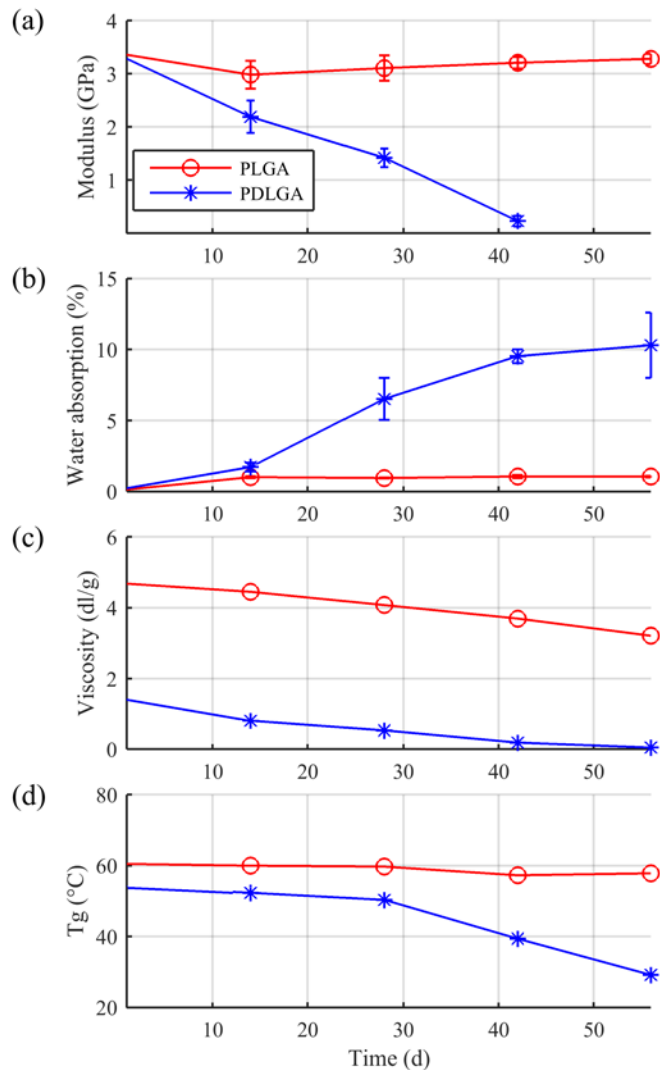 (a)
Modulus (GPa)
4
3
2
1
PLGA
PDLGA
10 20 30 40 50
(b)
Water absorption (%)
15
10
5
0
10 20 30 40 50
(c)
Viscosity (dl/g)
6
4
2
0
10 20 30 40 50
(d)
Tg (°C)
80
60
40
20
10 20 30 40 50
Time (d)